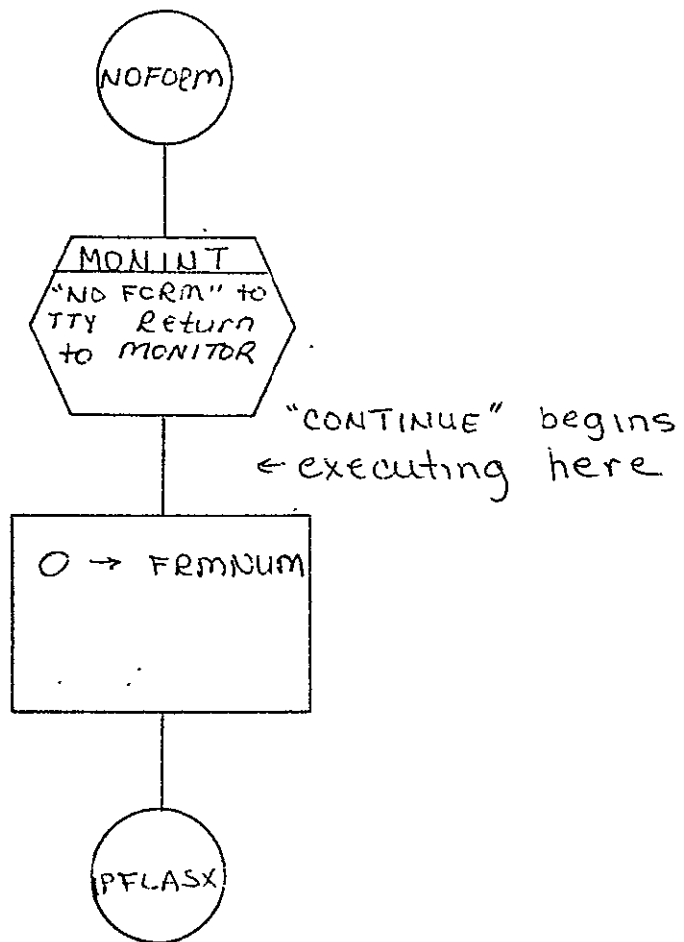 NOFORM
MONINT
"NO FORM" to
TTY Return
to MONITOR
"CONTINUE" begins
← executing here
0 → FRMNUM
PFLASX